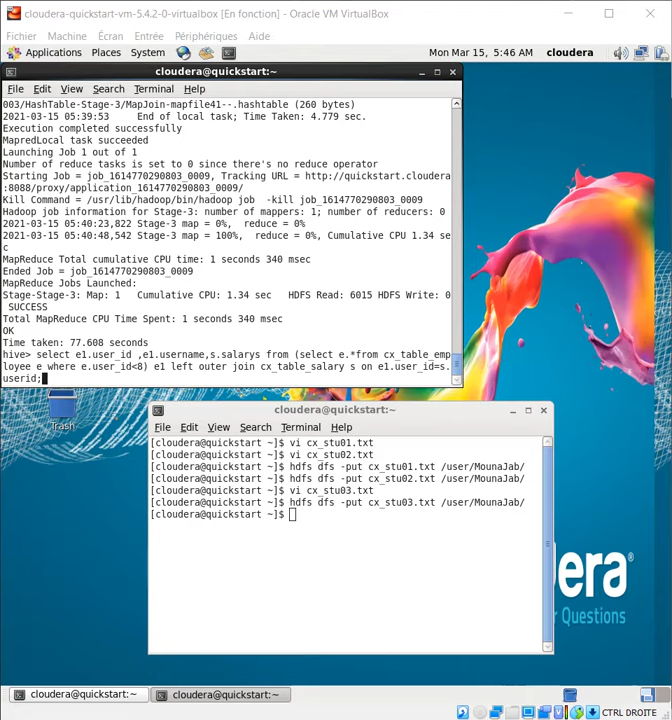 cloudera-quickstart-vm-5.4.2-0-virtualbox [En fonction] - Oracle VM VirtualBox
Fichier Machine Écran Entrée Périphériques Aide
Applications Places System Mon Mar 15, 5:46 AM cloudera
cloudera@quickstart:~
File Edit View Search Terminal Help
003/HashTable-Stage-3/MapJoin-mapfile41--.hashtable (260 bytes)
2021-03-15 05:39:53 End of local task; Time Taken: 4.779 sec.
Execution completed successfully
MapredLocal task succeeded
Launching Job 1 out of 1
Number of reduce tasks is set to 0 since there's no reduce operator
Starting Job = job_1614770290803_0009, Tracking URL = http://quickstart.cloudera
:8088/proxy/application_1614770290803_0009/
Kill Command = /usr/lib/hadoop/bin/hadoop job  -kill job_1614770290803_0009
Hadoop job information for Stage-3: number of mappers: 1; number of reducers: 0
2021-03-15 05:40:23,822 Stage-3 map = 0%,  reduce = 0%
2021-03-15 05:40:48,542 Stage-3 map = 100%,  reduce = 0%, Cumulative CPU 1.34 se
c
MapReduce Total cumulative CPU time: 1 seconds 340 msec
Ended Job = job_1614770290803_0009
MapReduce Jobs Launched:
Stage-Stage-3: Map: 1   Cumulative CPU: 1.34 sec   HDFS Read: 6015 HDFS Write: 0
SUCCESS
Total MapReduce CPU Time Spent: 1 seconds 340 msec
OK
Time taken: 77.608 seconds
hive> select e1.user_id ,e1.username,s.salarys from (select e.*from cx_table_emp
loyee e where e.user_id<8) e1 left outer join cx_table_salary s on e1.user_id=s.
userid;
Trash
cloudera@quickstart:~
File Edit View Search Terminal Help
[cloudera@quickstart ~]$ vi cx_stu01.txt
[cloudera@quickstart ~]$ vi cx_stu02.txt
[cloudera@quickstart ~]$ hdfs dfs -put cx_stu01.txt /user/MounaJab/
[cloudera@quickstart ~]$ hdfs dfs -put cx_stu02.txt /user/MounaJab/
[cloudera@quickstart ~]$ vi cx_stu03.txt
[cloudera@quickstart ~]$ hdfs dfs -put cx_stu03.txt /user/MounaJab/
[cloudera@quickstart ~]$
era®
Questions
cloudera@quickstart:~ cloudera@quickstart:~
CTRL DROITE